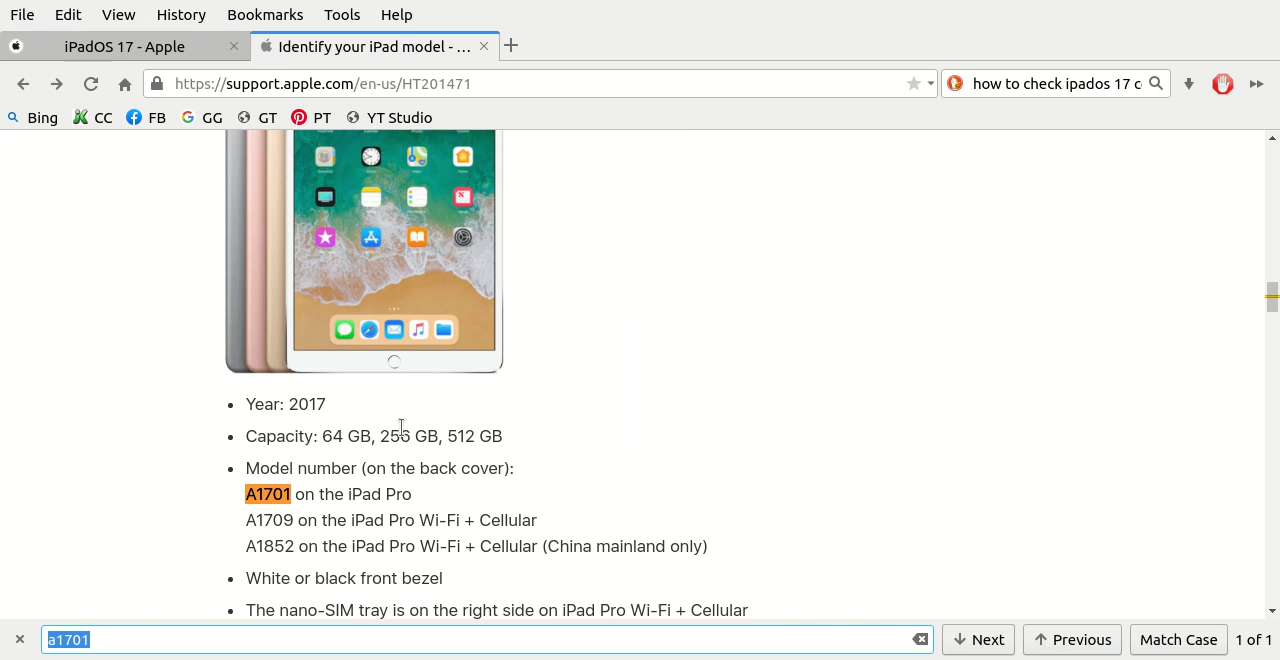 File Edit View History Bookmarks Tools Help
iPadOS 17 - Apple × Identify your iPad model - ... × +
https://support.apple.com/en-us/HT201471 how to check ipados 17 c
Bing CC FB GG GT PT YT Studio
• Year: 2017
• Capacity: 64 GB, 256 GB, 512 GB
• Model number (on the back cover):
A1701 on the iPad Pro
A1709 on the iPad Pro Wi-Fi + Cellular
A1852 on the iPad Pro Wi-Fi + Cellular (China mainland only)
• White or black front bezel
• The nano-SIM tray is on the right side on iPad Pro Wi-Fi + Cellular
× a1701 Next Previous Match Case 1 of 1